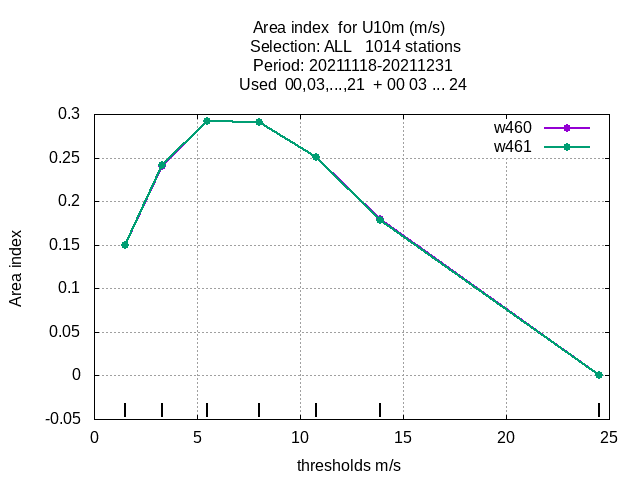 Area index  for U10m (m/s)
Selection: ALL   1014 stations
Period: 20211118-20211231
Used  00,03,...,21  + 00 03 ... 24
w460
w461
0.3
0.25
0.2
0.15
0.1
0.05
0
-0.05
Area index
0 5 10 15 20 25
thresholds m/s